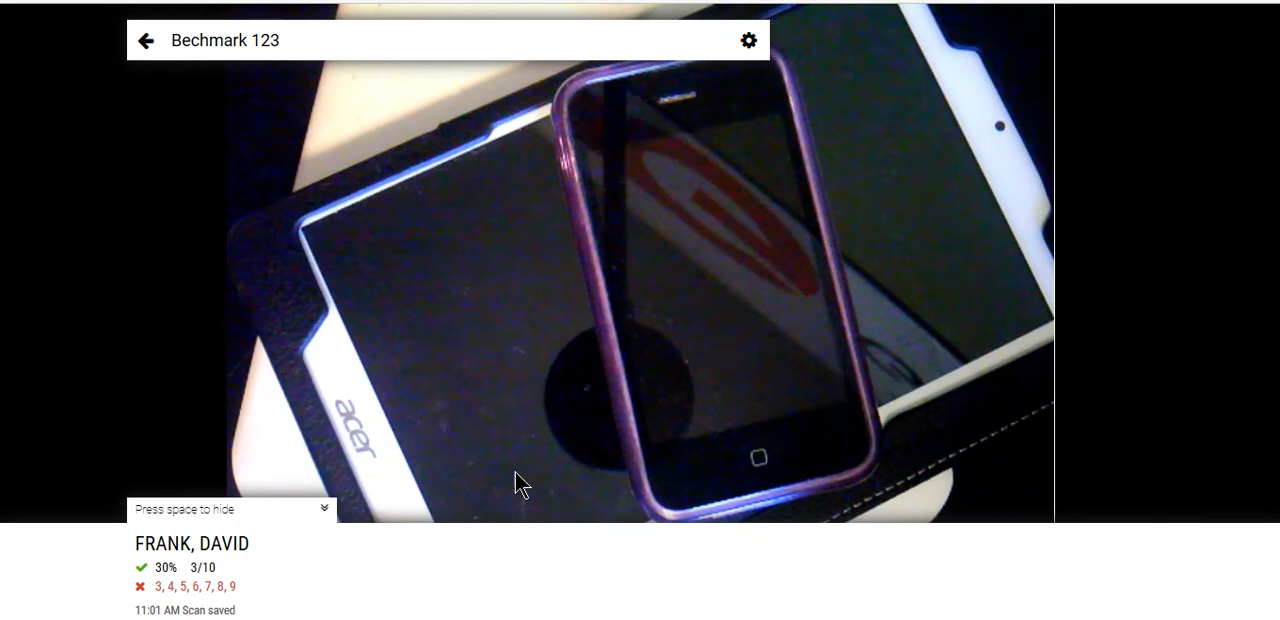 Bechmark 123
acer
Press space to hide
FRANK, DAVID
30% 3/10
3, 4, 5, 6, 7, 8, 9
11:01 AM Scan saved